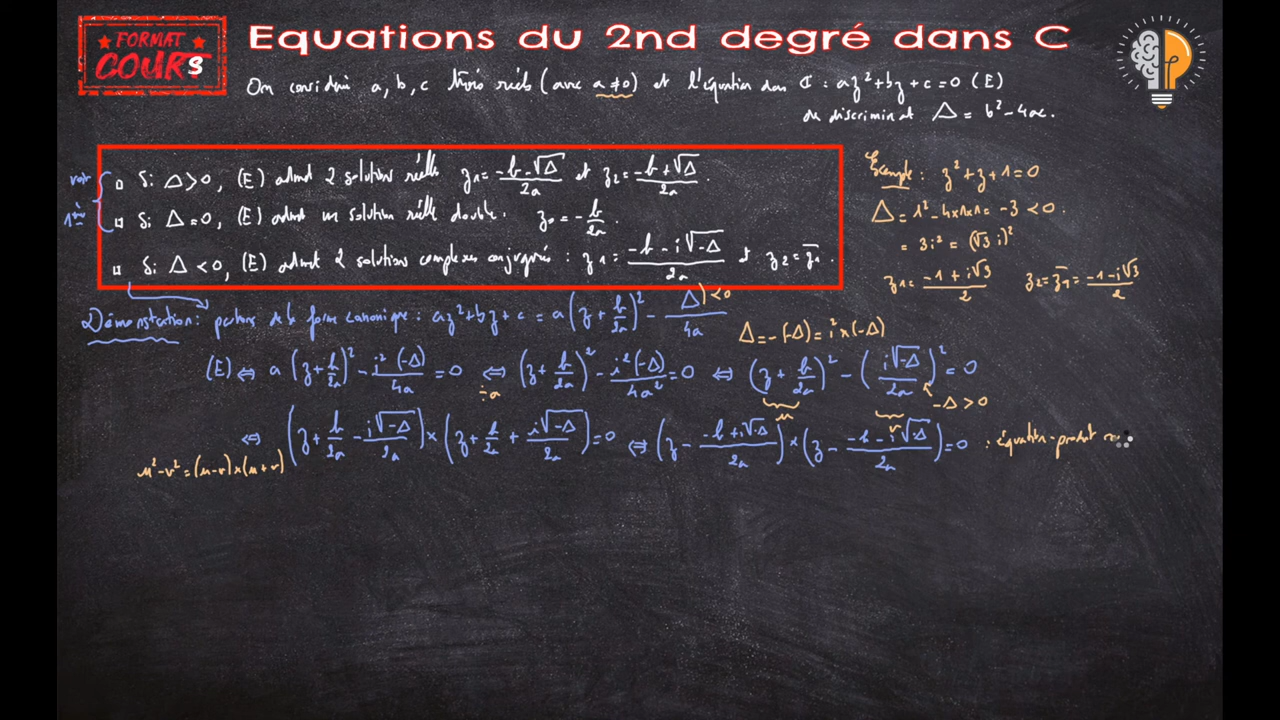 FORMAT
COURS
Equations du 2nd degré dans C
On considère a, b, c trois réels (avec a ≠ 0) et l'équation dans ℂ : az² + bz + c = 0 (E)
de discriminant Δ = b² - 4ac.
voir
1ère
□ Si Δ > 0, (E) admet 2 solutions réelles z₁ = (-b - √Δ)/2a et z₂ = (-b + √Δ)/2a.
□ Si Δ = 0, (E) admet un solution réelle double. z₀ = -b/2a.
□ Si Δ < 0, (E) admet 2 solutions complexes conjuguées : z₁ = (-b - i√-Δ)/2a et z₂ = z̄₁.
Exemple : z² + z + 1 = 0
Δ = 1² - 4×1×1 = -3 < 0.
= 3i² = (√3 i)²
z₁ = (-1 + i√3)/2 z₂ = z̄₁ = (-1 - i√3)/2
Démonstration : partons de la forme canonique : az² + bz + c = a(z + b/2a)² - Δ/4a
Δ < 0
Δ = -(-Δ) = i² × (-Δ)
(E) ⇔ a(z + b/2a)² - i²(-Δ)/4a = 0 ⇔ (z + b/2a)² - i²(-Δ)/4a² = 0 ⇔ (z + b/2a)² - (i√-Δ/2a)² = 0
÷a
u
v
-Δ > 0
⇔ (z + b/2a - i√-Δ/2a) × (z + b/2a + i√-Δ/2a) = 0 ⇔ (z - (-b + i√-Δ)/2a) × (z - (-b - i√-Δ)/2a) = 0 : équation-produit
u² - v² = (u - v) × (u + v)